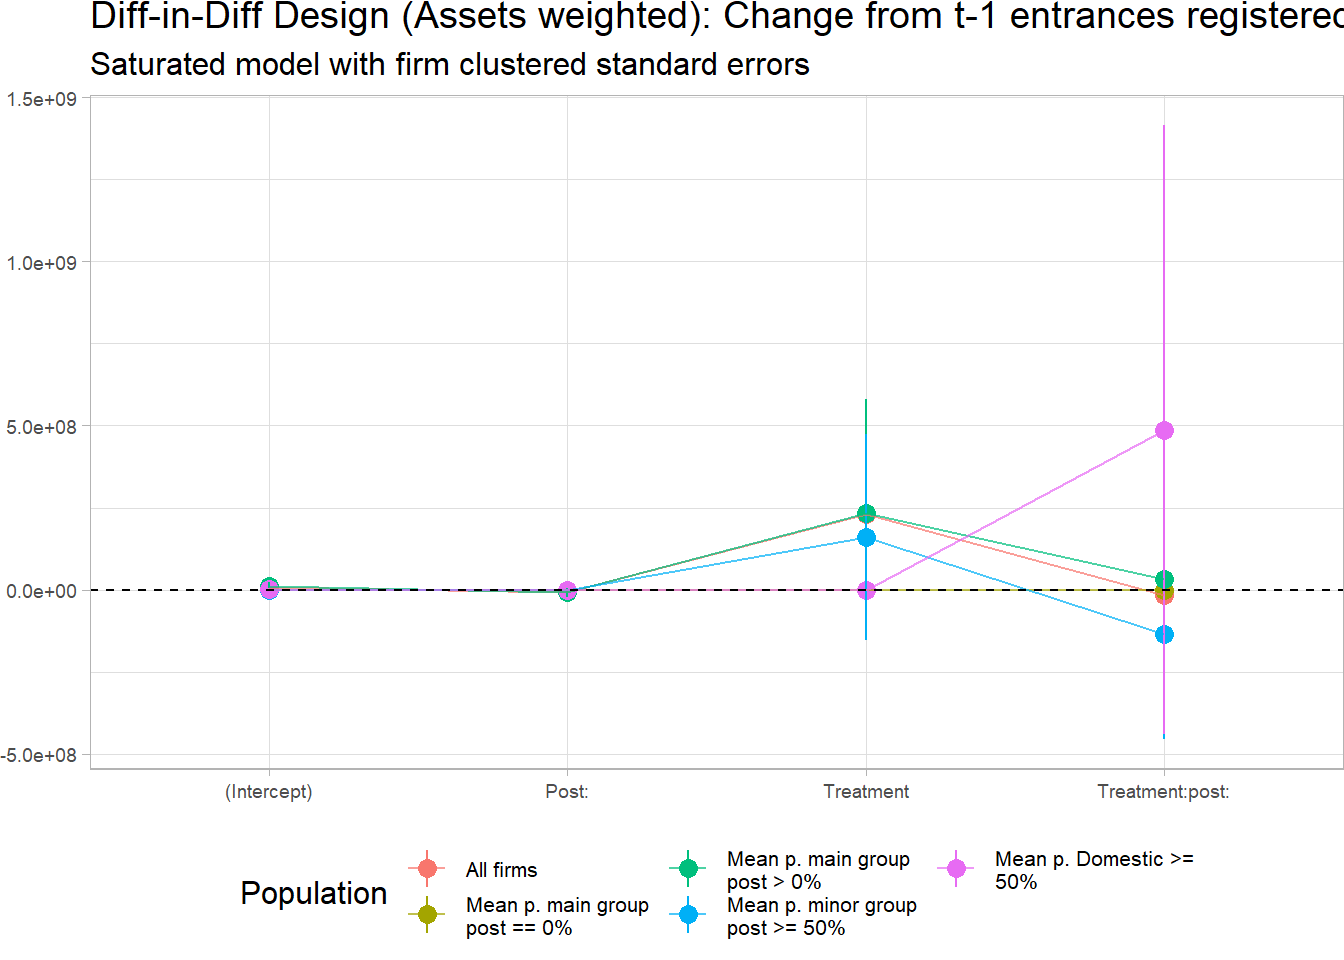 Diff-in-Diff Design (Assets weighted): Change from t-1 entrances registered
Saturated model with firm clustered standard errors
1.5e+09
1.0e+09
5.0e+08
0.0e+00
-5.0e+08
(Intercept)
Post:
Treatment
Treatment:post:
Population
All firms
Mean p. main group
post == 0%
Mean p. main group
post > 0%
Mean p. minor group
post >= 50%
Mean p. Domestic >=
50%